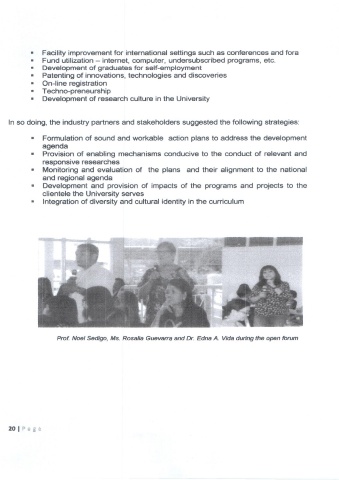 ▪ Facility improvement for international settings such as conferences and fora
▪ Fund utilization – internet, computer, undersubscribed programs, etc.
▪ Development of graduates for self-employment
▪ Patenting of innovations, technologies and discoveries
▪ On-line registration
▪ Techno-preneurship
▪ Development of research culture in the University
In so doing, the industry partners and stakeholders suggested the following strategies:
▪ Formulation of sound and workable action plans to address the development
agenda
▪ Provision of enabling mechanisms conducive to the conduct of relevant and
responsive researches
▪ Monitoring and evaluation of the plans and their alignment to the national
and regional agenda
▪ Development and provision of impacts of the programs and projects to the
clientele the University serves
▪ Integration of diversity and cultural identity in the curriculum
Prof. Noel Sedigo, Ms. Rosalia Guevarra and Dr. Edna A. Vida during the open forum
20 | Page